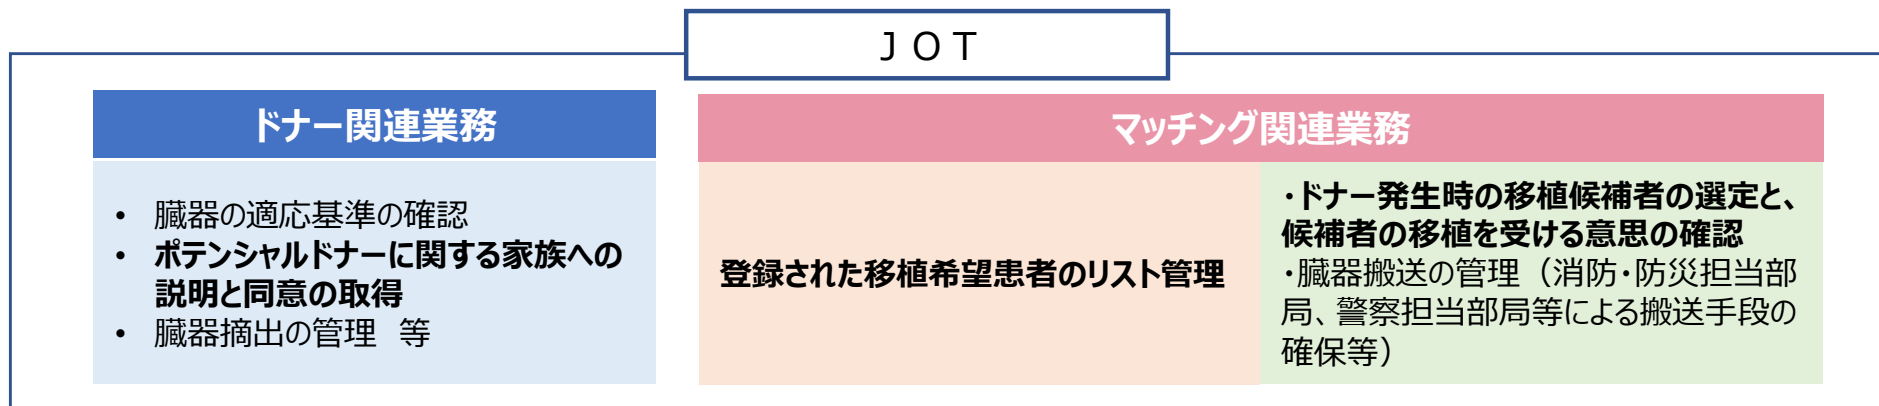 ＪＯＴ
ドナー関連業務
• 臓器の適応基準の確認
• ポテンシャルドナーに関する家族への
説明と同意の取得
• 臓器摘出の管理　等
マッチング関連業務
登録された移植希望患者のリスト管理
・ドナー発生時の移植候補者の選定と、
候補者の移植を受ける意思の確認
・臓器搬送の管理（消防・防災担当部
局、警察担当部局等による搬送手段の
確保等）